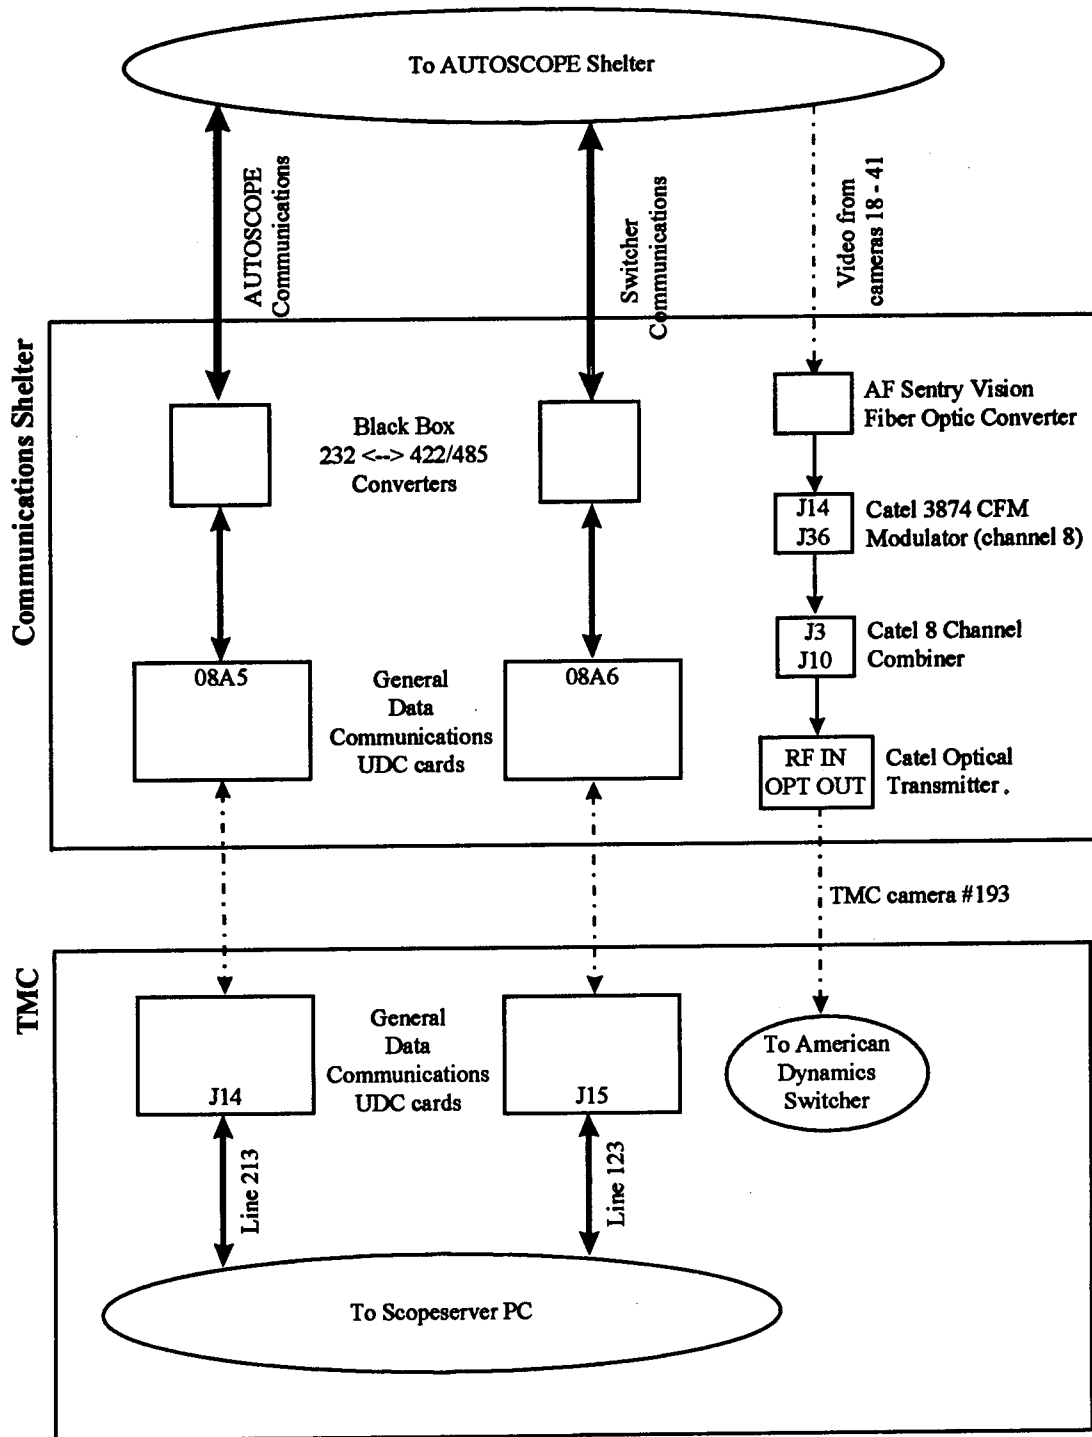 To AUTOSCOPE Shelter
AUTOSCOPE
Communications
Switcher
Communications
Video from
cameras 18 - 41
Communications Shelter
AF Sentry Vision
Fiber Optic Converter
Black Box
232 <--> 422/485
Converters
J14
J36
Catel 3874 CFM
Modulator (channel 8)
J3
J10
Catel 8 Channel
Combiner
08A5
General
Data
Communications
UDC cards
08A6
RF IN
OPT OUT
Catel Optical
Transmitter .
TMC camera #193
TMC
J14
General
Data
Communications
UDC cards
J15
To American
Dynamics
Switcher
Line 213
Line 123
To Scopeserver PC